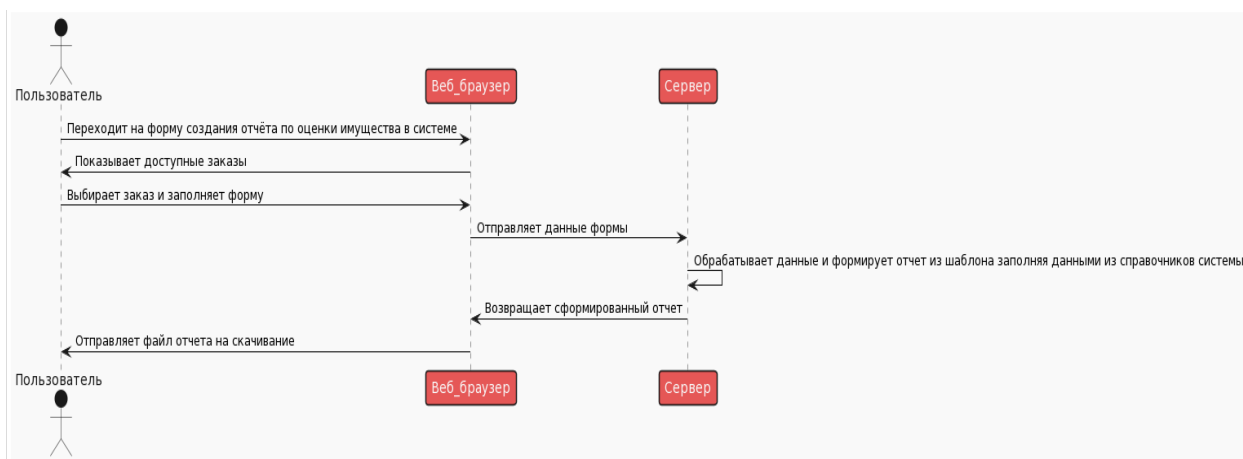 Пользователь
Веб_браузер
Сервер
Переходит на форму создания отчёта по оценки имущества в системе
Показывает доступные заказы
Выбирает заказ и заполняет форму
Отправляет данные формы
Обрабатывает данные и формирует отчет из шаблона заполняя данными из справочников системы
Возвращает сформированный отчет
Отправляет файл отчета на скачивание
Пользователь
Веб_браузер
Сервер